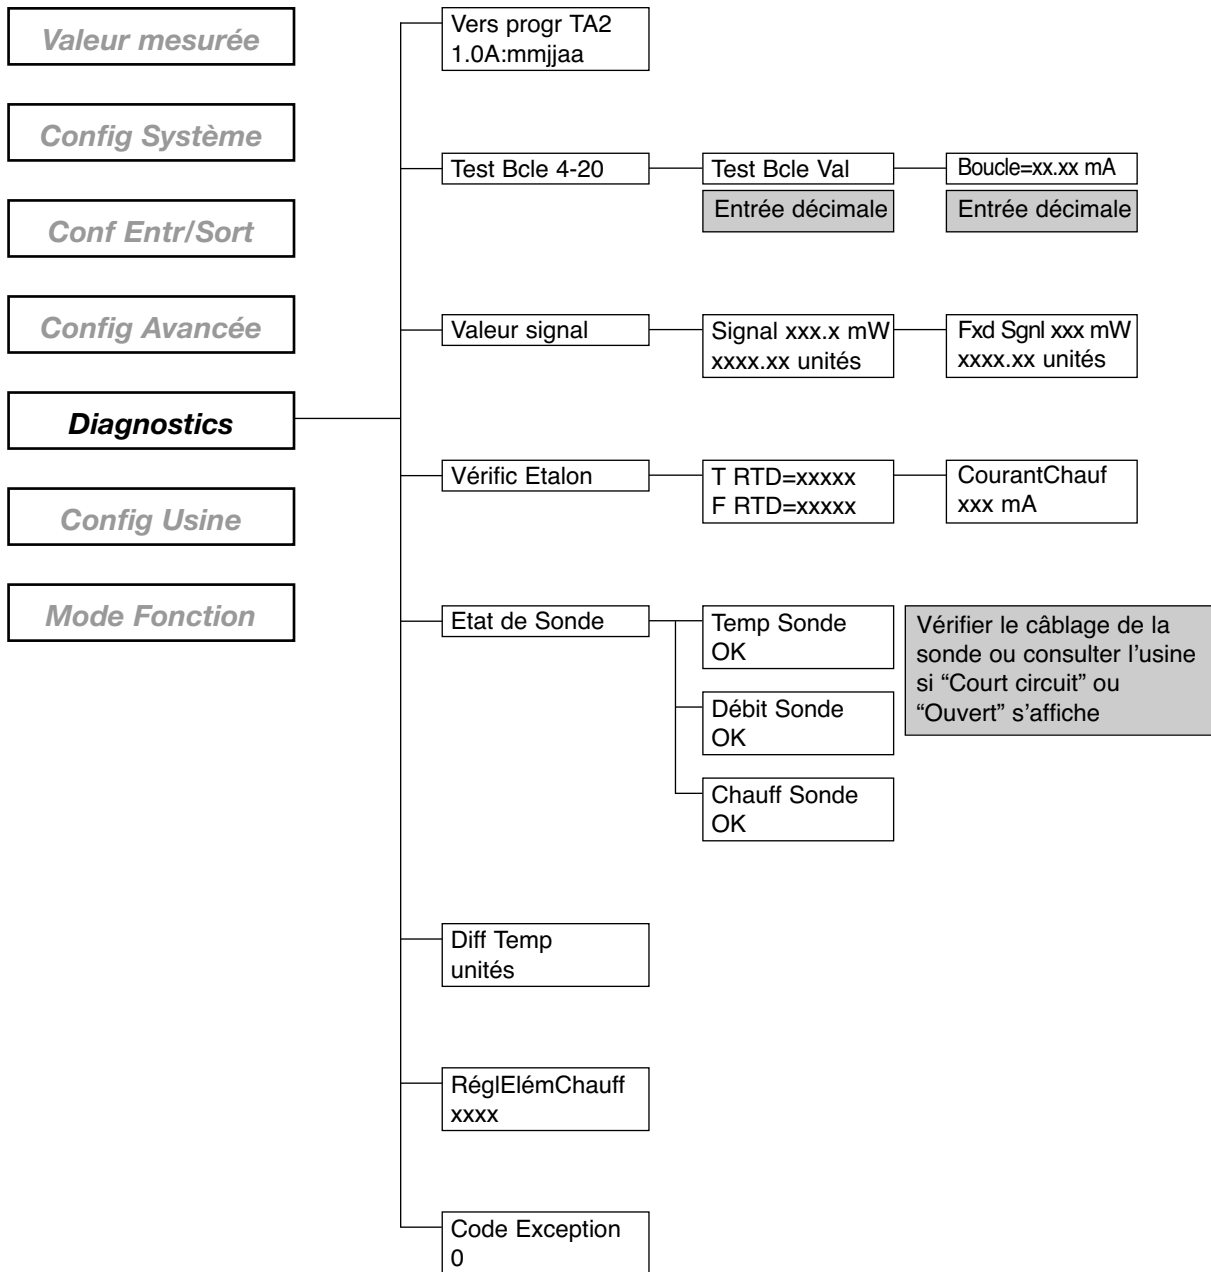 Valeur mesurée
Config Système
Conf Entr/Sort
Config Avancée
Diagnostics
Config Usine
Mode Fonction
Vers progr TA2
1.0A:mmjjaa
Test Bcle 4-20
Test Bcle Val
Entrée décimale
Boucle=xx.xx mA
Entrée décimale
Valeur signal
Signal xxx.x mW
xxxx.xx unités
Fxd Sgnl xxx mW
xxxx.xx unités
Vérific Etalon
T RTD=xxxxx
F RTD=xxxxx
CourantChauf
xxx mA
Etat de Sonde
Temp Sonde
OK
Débit Sonde
OK
Chauff Sonde
OK
Vérifier le câblage de la
sonde ou consulter l’usine
si “Court circuit” ou
“Ouvert” s’affiche
Diff Temp
unités
RéglElémChauff
xxxx
Code Exception
0